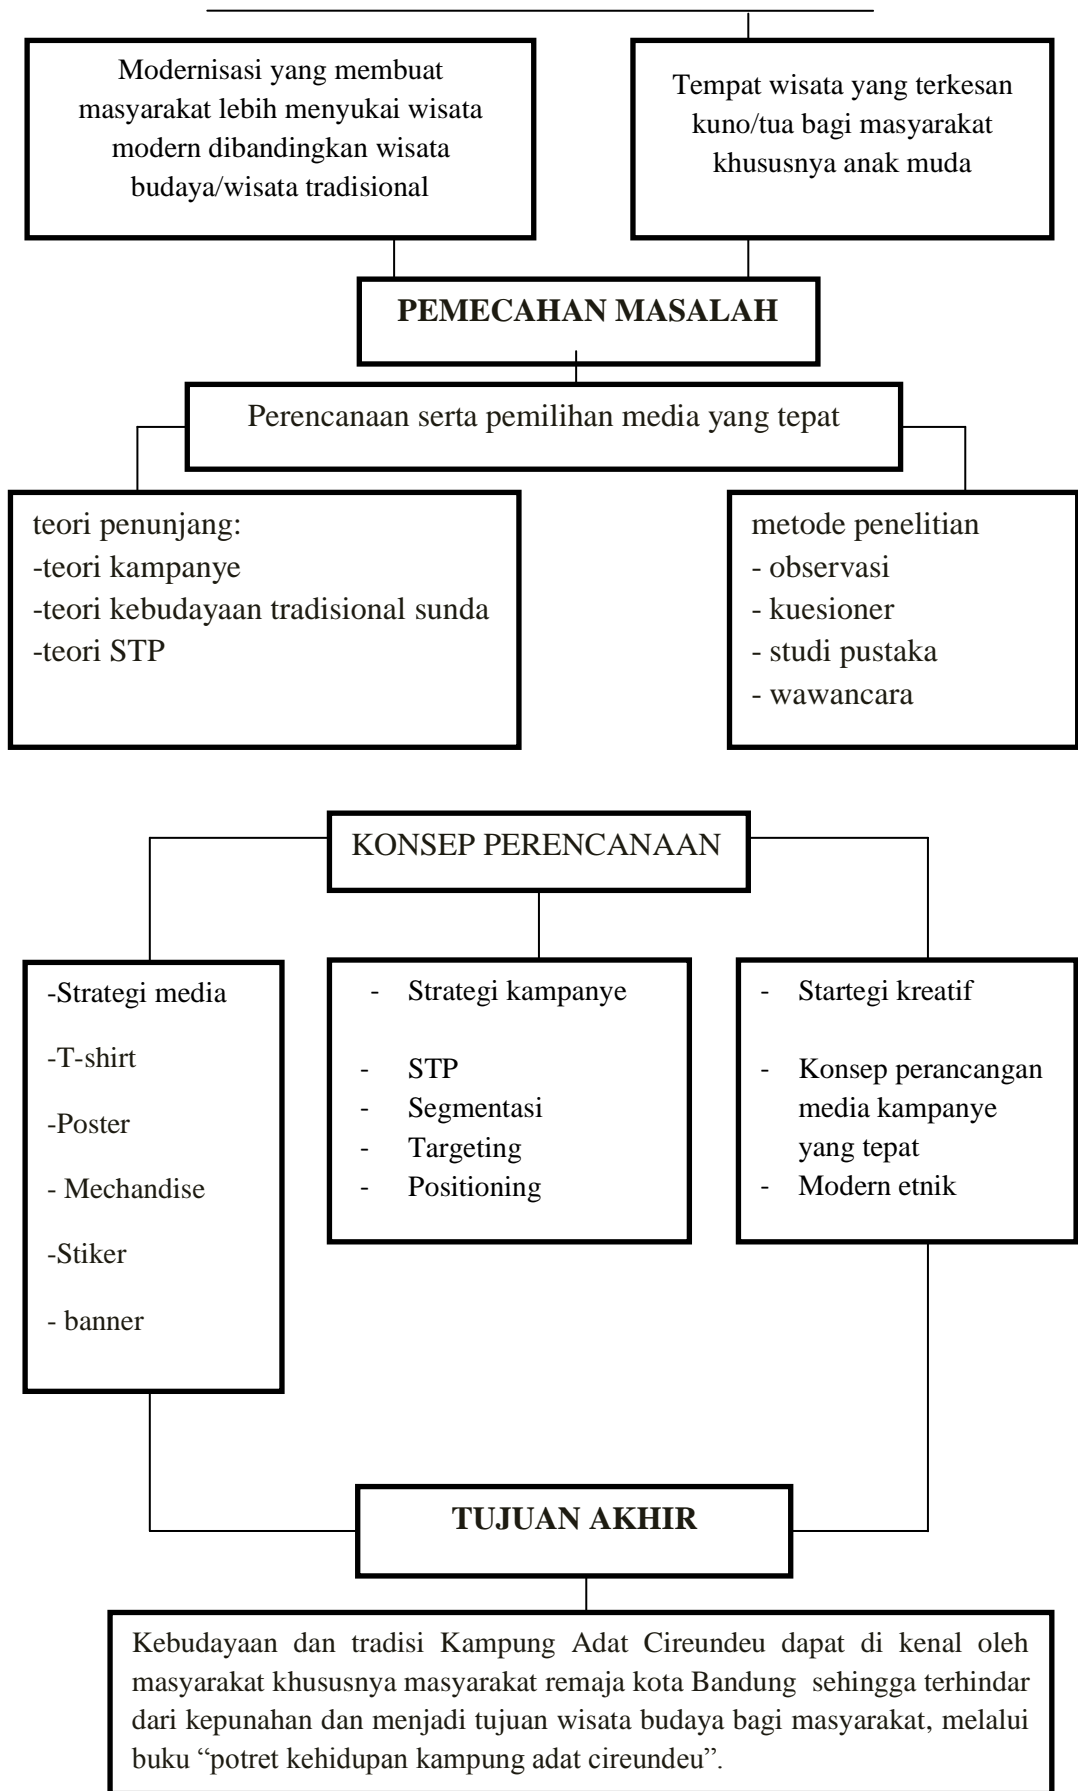 Modernisasi yang membuat
masyarakat lebih menyukai wisata
modern dibandingkan wisata
budaya/wisata tradisional
Tempat wisata yang terkesan
kuno/tua bagi masyarakat
khususnya anak muda
PEMECAHAN MASALAH
Perencanaan serta pemilihan media yang tepat
teori penunjang:
-teori kampanye
-teori kebudayaan tradisional sunda
-teori STP
metode penelitian
- observasi
- kuesioner
- studi pustaka
- wawancara
KONSEP PERENCANAAN
-Strategi media
-T-shirt
-Poster
- Mechandise
-Stiker
- banner
- Strategi kampanye
- STP
- Segmentasi
- Targeting
- Positioning
- Startegi kreatif
- Konsep perancangan
media kampanye
yang tepat
- Modern etnik
TUJUAN AKHIR
Kebudayaan dan tradisi Kampung Adat Cireundeu dapat di kenal oleh
masyarakat khususnya masyarakat remaja kota Bandung sehingga terhindar
dari kepunahan dan menjadi tujuan wisata budaya bagi masyarakat, melalui
buku “potret kehidupan kampung adat cireundeu”.